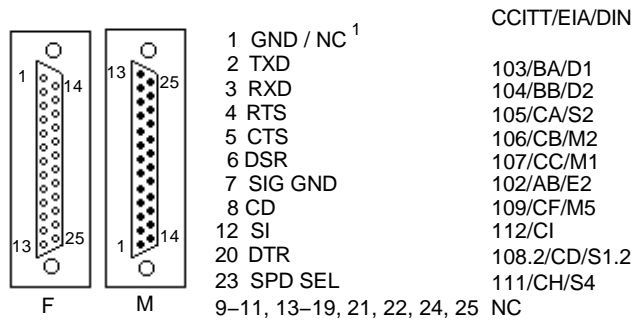 CCITT/EIA/DIN
1 GND / NC 1
2 TXD 103/BA/D1
3 RXD 104/BB/D2
4 RTS 105/CA/S2
5 CTS 106/CB/M2
6 DSR 107/CC/M1
7 SIG GND 102/AB/E2
8 CD 109/CF/M5
12 SI 112/CI
20 DTR 108.2/CD/S1.2
23 SPD SEL 111/CH/S4
9–11, 13–19, 21, 22, 24, 25 NC
1 14
13 25
F
13 25
1 14
M